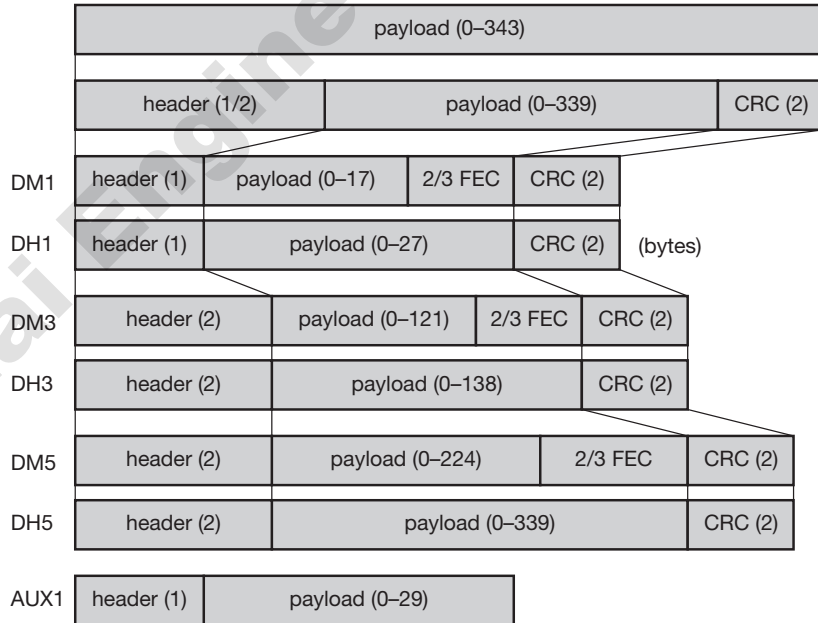 payload (0–343)
header (1/2) payload (0–339) CRC (2)
DM1 header (1) payload (0–17) 2/3 FEC CRC (2)
DH1 header (1) payload (0–27) CRC (2) (bytes)
DM3 header (2) payload (0–121) 2/3 FEC CRC (2)
DH3 header (2) payload (0–138) CRC (2)
DM5 header (2) payload (0–224) 2/3 FEC CRC (2)
DH5 header (2) payload (0–339) CRC (2)
AUX1 header (1) payload (0–29)
ai Engine